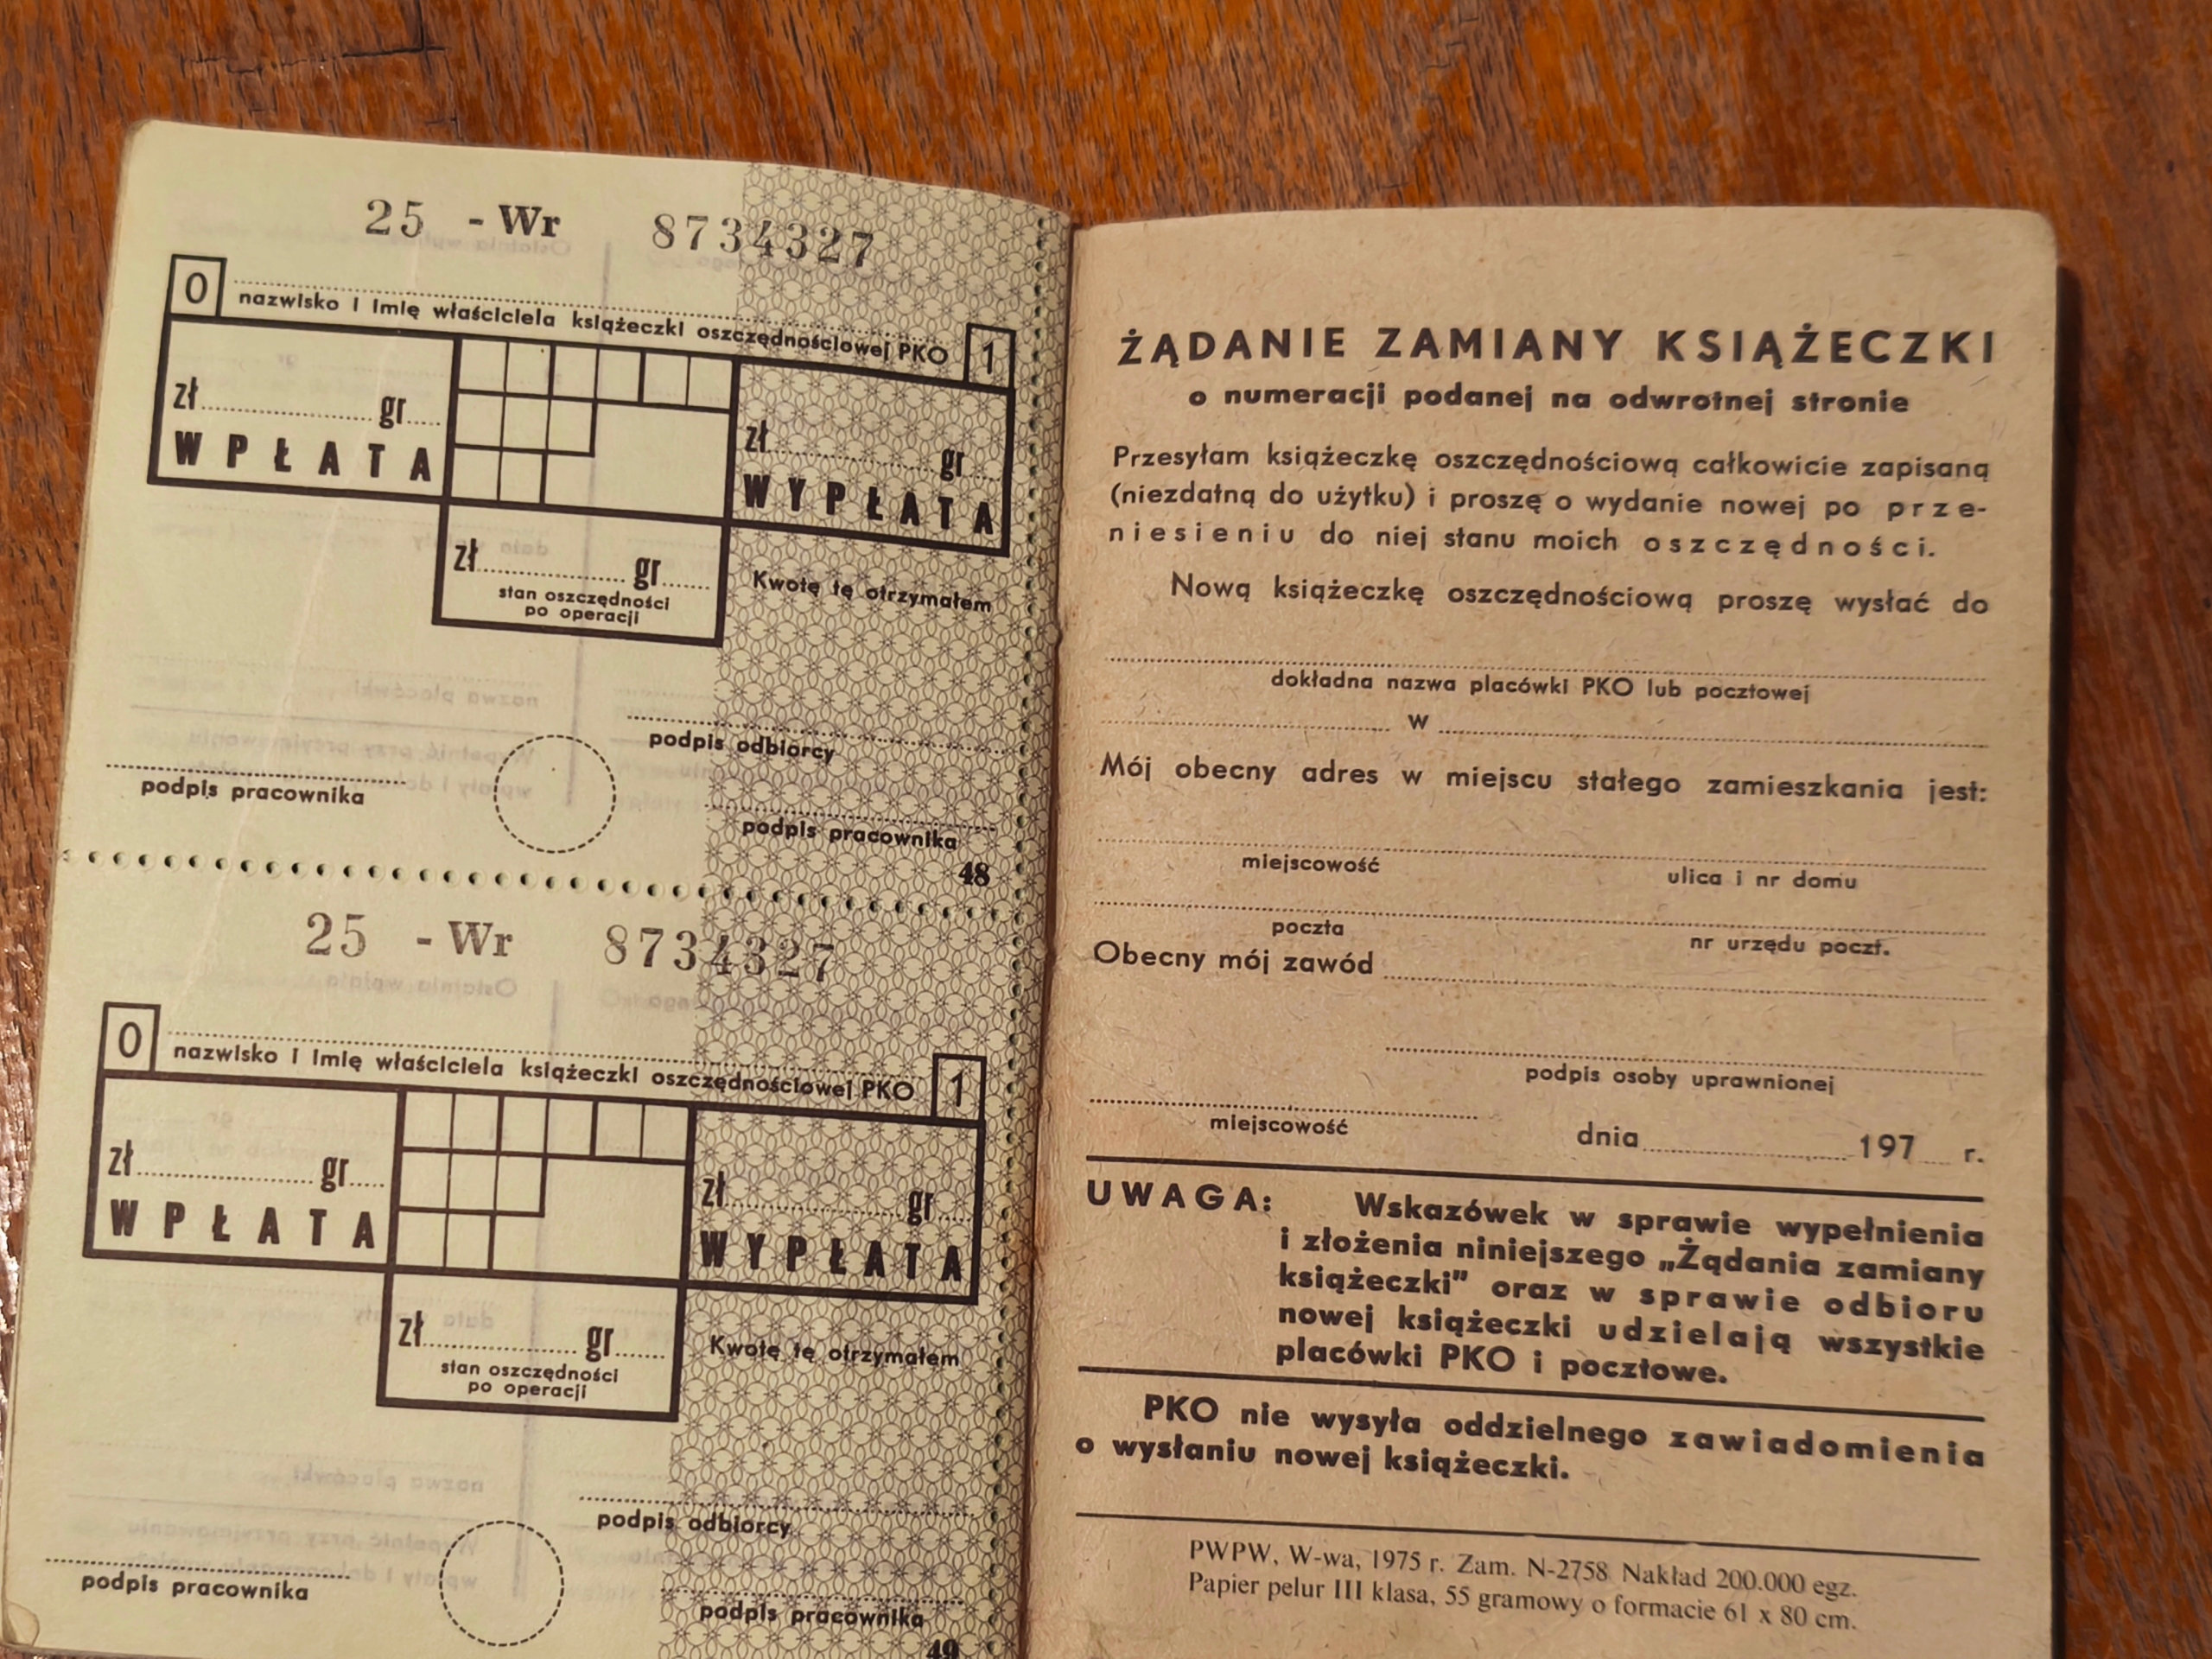 25 - Wr 8734327
0
nazwisko i imię właściciela książeczki oszczędnościowej PKO
1
zł gr
WPŁATA
zł gr
WYPŁATA
zł gr
stan oszczędności
po operacji
Kwotę tę otrzymałem
podpis odbiorcy
podpis pracownika
podpis pracownika
48
25 - Wr 8734327
0
nazwisko i imię właściciela książeczki oszczędnościowej PKO
1
zł gr
WPŁATA
zł gr
WYPŁATA
zł gr
stan oszczędności
po operacji
Kwotę tę otrzymałem
podpis odbiorcy
podpis pracownika
podpis pracownika
49
ŻĄDANIE ZAMIANY KSIĄŻECZKI
o numeracji podanej na odwrotnej stronie
Przesyłam książeczkę oszczędnościową całkowicie zapisaną
(niezdatną do użytku) i proszę o wydanie nowej po prze-
niesieniu do niej stanu moich oszczędności.
Nową książeczkę oszczędnościową proszę wysłać do
dokładna nazwa placówki PKO lub pocztowej
w
Mój obecny adres w miejscu stałego zamieszkania jest:
miejscowość ulica i nr domu
poczta nr urzędu poczt.
Obecny mój zawód
podpis osoby uprawnionej
miejscowość
dnia 197 r.
UWAGA: Wskazówek w sprawie wypełnienia
i złożenia niniejszego „Żądania zamiany
książeczki" oraz w sprawie odbioru
nowej książeczki udzielają wszystkie
placówki PKO i pocztowe.
PKO nie wysyła oddzielnego zawiadomienia
o wysłaniu nowej książeczki.
PWPW, W-wa, 1975 r. Zam. N-2758 Nakład 200.000 egz.
Papier pelur III klasa, 55 gramowy o formacie 61 x 80 cm.